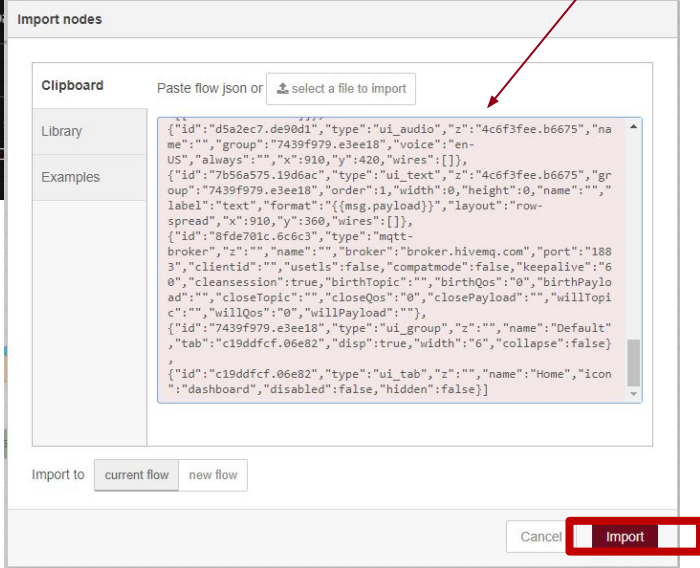 Import nodes
Clipboard
Paste flow json or
select a file to import
Library
Examples
{"id":"d5a2ec7.de90d1","type":"ui_audio","z":"4c6f3fee.b6675","na
me":"","group":"7439f979.e3ee18","voice":"en-
US","always":"","x":910,"y":420,"wires":[]},
{"id":"7b56a575.19d6ac","type":"ui_text","z":"4c6f3fee.b6675","gr
oup":"7439f979.e3ee18","order":1,"width":0,"height":0,"name":"","
label":"text","format":"{{msg.payload}}","layout":"row-
spread","x":910,"y":360,"wires":[]},
{"id":"8fde701c.6c6c3","type":"mqtt-
broker","z":"","name":"","broker":"broker.hivemq.com","port":"188
3","clientid":"","usetls":false,"compatmode":false,"keepalive":"6
0","cleansession":true,"birthTopic":"","birthQos":"0","birthPaylo
ad":"","closeTopic":"","closeQos":"0","closePayload":"","willTopi
c":"","willQos":"0","willPayload":""},
{"id":"7439f979.e3ee18","type":"ui_group","z":"","name":"Default"
,"tab":"c19ddfcf.06e82","disp":true,"width":"6","collapse":false}
,
{"id":"c19ddfcf.06e82","type":"ui_tab","z":"","name":"Home","icon
":"dashboard","disabled":false,"hidden":false}]
Import to
current flow
new flow
Cancel
Import